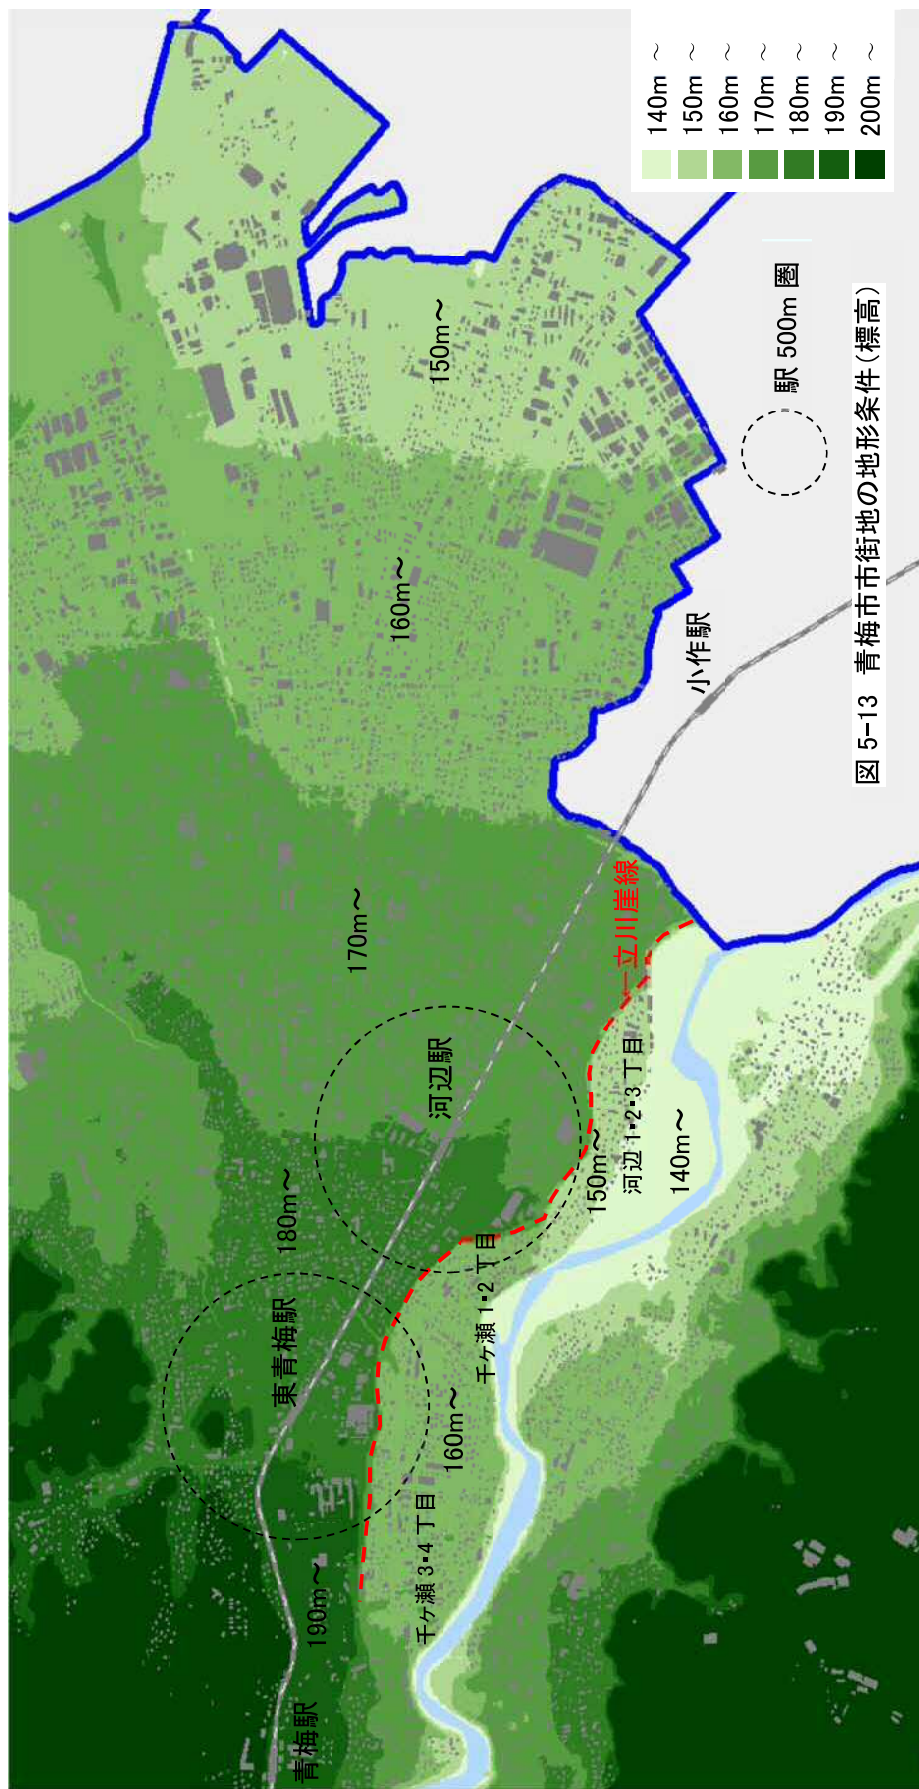 青梅駅
190m～
東青梅駅
180m～
河辺駅
170m～
160m～
150m～
千ヶ瀬 3・4 丁目
160m～
千ヶ瀬 1・2 丁目
150m～
河辺 1・2・3 丁目
140m～
←立川崖線
小作駅
駅 500m 圏
140m ～
150m ～
160m ～
170m ～
180m ～
190m ～
200m ～
図 5-13 青梅市市街地の地形条件(標高)